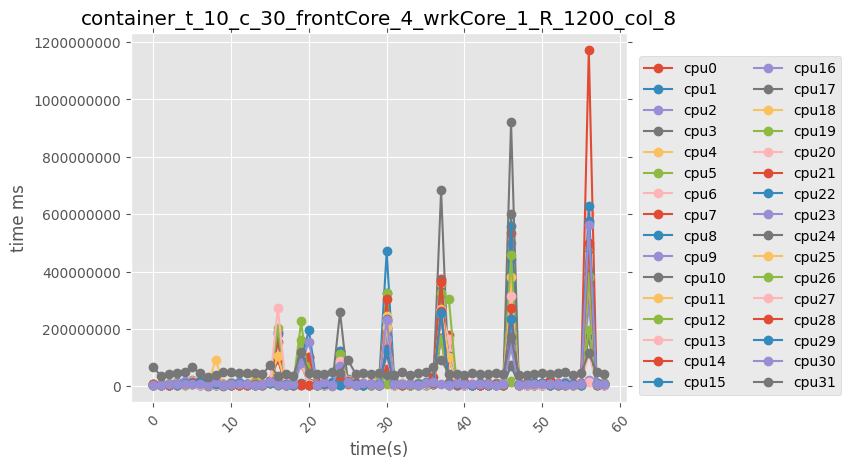 container_t_10_c_30_frontCore_4_wrkCore_1_R_1200_col_8
time ms
1200000000
1000000000
800000000
600000000
400000000
200000000
0
0
10
20
30
40
50
60
time(s)
cpu0
cpu1
cpu2
cpu3
cpu4
cpu5
cpu6
cpu7
cpu8
cpu9
cpu10
cpu11
cpu12
cpu13
cpu14
cpu15
cpu16
cpu17
cpu18
cpu19
cpu20
cpu21
cpu22
cpu23
cpu24
cpu25
cpu26
cpu27
cpu28
cpu29
cpu30
cpu31